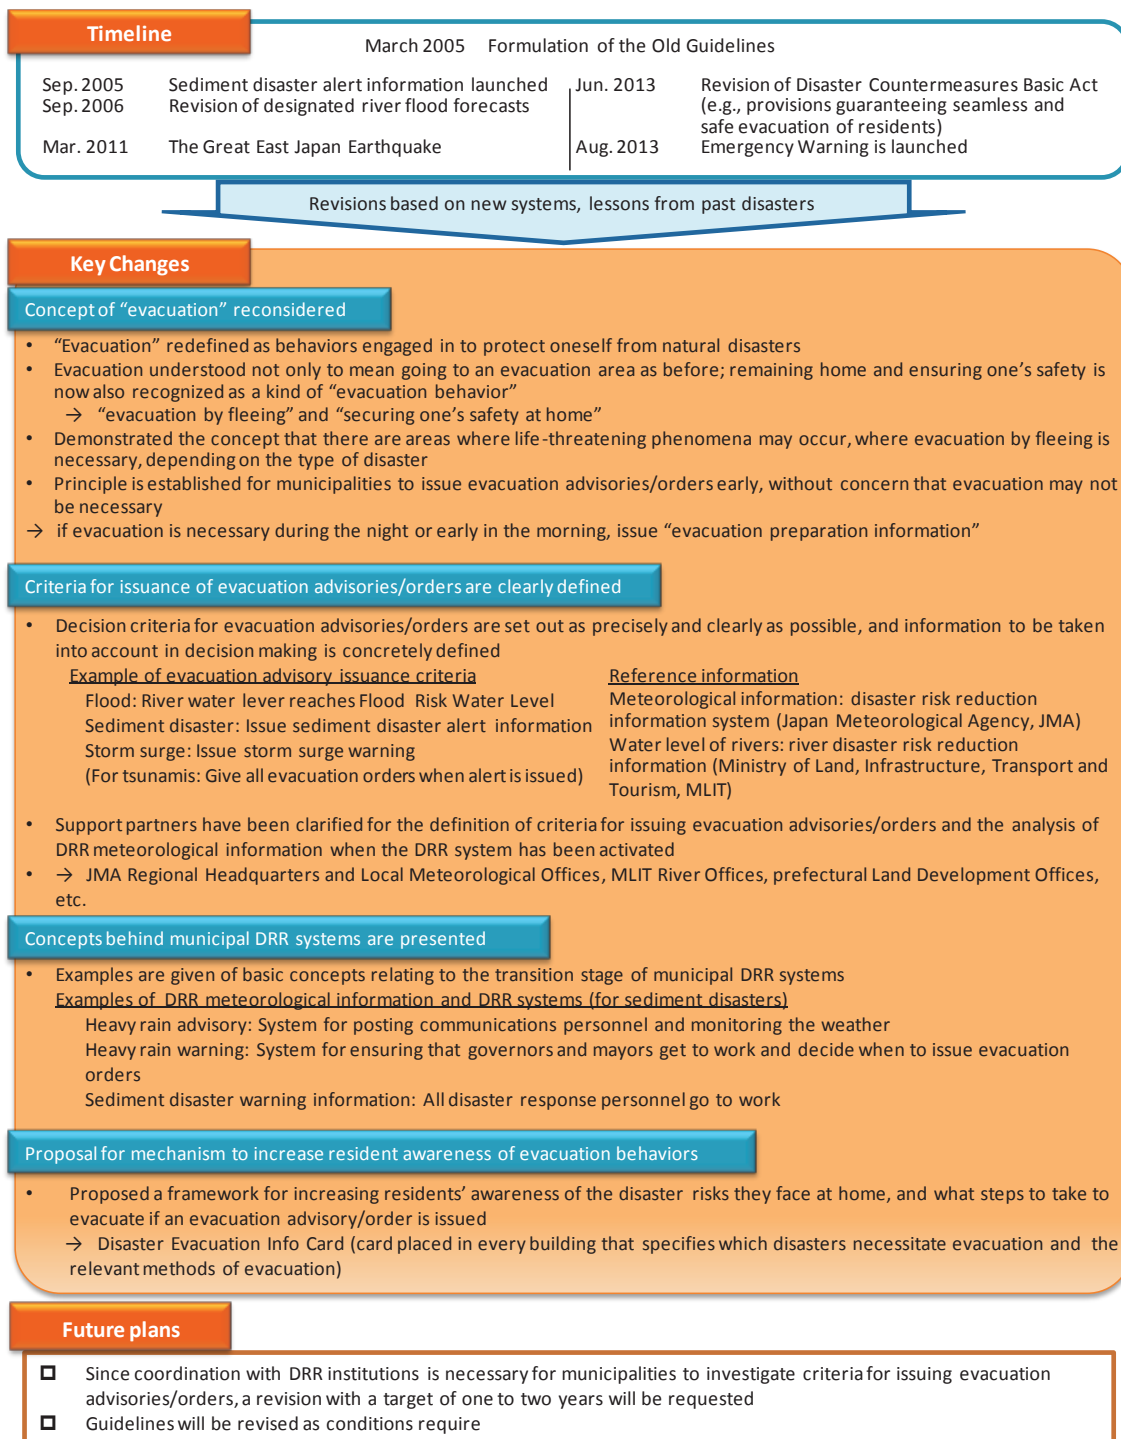 Timeline
March 2005 Formulation of the Old Guidelines
Sep. 2005 Sediment disaster alert information launched
Sep. 2006 Revision of designated river flood forecasts
Mar. 2011 The Great East Japan Earthquake
Jun. 2013 Revision of Disaster Countermeasures Basic Act
(e.g., provisions guaranteeing seamless and
safe evacuation of residents)
Aug. 2013 Emergency Warning is launched
Revisions based on new systems, lessons from past disasters
Key Changes
Concept of “evacuation” reconsidered
• “Evacuation” redefined as behaviors engaged in to protect oneself from natural disasters
• Evacuation understood not only to mean going to an evacuation area as before; remaining home and ensuring one’s safety is
now also recognized as a kind of “evacuation behavior”
→ “evacuation by fleeing” and “securing one’s safety at home”
• Demonstrated the concept that there are areas where life-threatening phenomena may occur, where evacuation by fleeing is
necessary, depending on the type of disaster
• Principle is established for municipalities to issue evacuation advisories/orders early, without concern that evacuation may not
be necessary
→ if evacuation is necessary during the night or early in the morning, issue “evacuation preparation information”
Criteria for issuance of evacuation advisories/orders are clearly defined
• Decision criteria for evacuation advisories/orders are set out as precisely and clearly as possible, and information to be taken
into account in decision making is concretely defined
Example of evacuation advisory issuance criteria
Flood: River water lever reaches Flood Risk Water Level
Sediment disaster: Issue sediment disaster alert information
Storm surge: Issue storm surge warning
(For tsunamis: Give all evacuation orders when alert is issued)
Reference information
Meteorological information: disaster risk reduction
information system (Japan Meteorological Agency, JMA)
Water level of rivers: river disaster risk reduction
information (Ministry of Land, Infrastructure, Transport and
Tourism, MLIT)
• Support partners have been clarified for the definition of criteria for issuing evacuation advisories/orders and the analysis of
DRR meteorological information when the DRR system has been activated
• → JMA Regional Headquarters and Local Meteorological Offices, MLIT River Offices, prefectural Land Development Offices,
etc.
Concepts behind municipal DRR systems are presented
• Examples are given of basic concepts relating to the transition stage of municipal DRR systems
Examples of DRR meteorological information and DRR systems (for sediment disasters)
Heavy rain advisory: System for posting communications personnel and monitoring the weather
Heavy rain warning: System for ensuring that governors and mayors get to work and decide when to issue evacuation
orders
Sediment disaster warning information: All disaster response personnel go to work
Proposal for mechanism to increase resident awareness of evacuation behaviors
• Proposed a framework for increasing residents’ awareness of the disaster risks they face at home, and what steps to take to
evacuate if an evacuation advisory/order is issued
→ Disaster Evacuation Info Card (card placed in every building that specifies which disasters necessitate evacuation and the
relevant methods of evacuation)
Future plans
Since coordination with DRR institutions is necessary for municipalities to investigate criteria for issuing evacuation
advisories/orders, a revision with a target of one to two years will be requested
Guidelines will be revised as conditions require